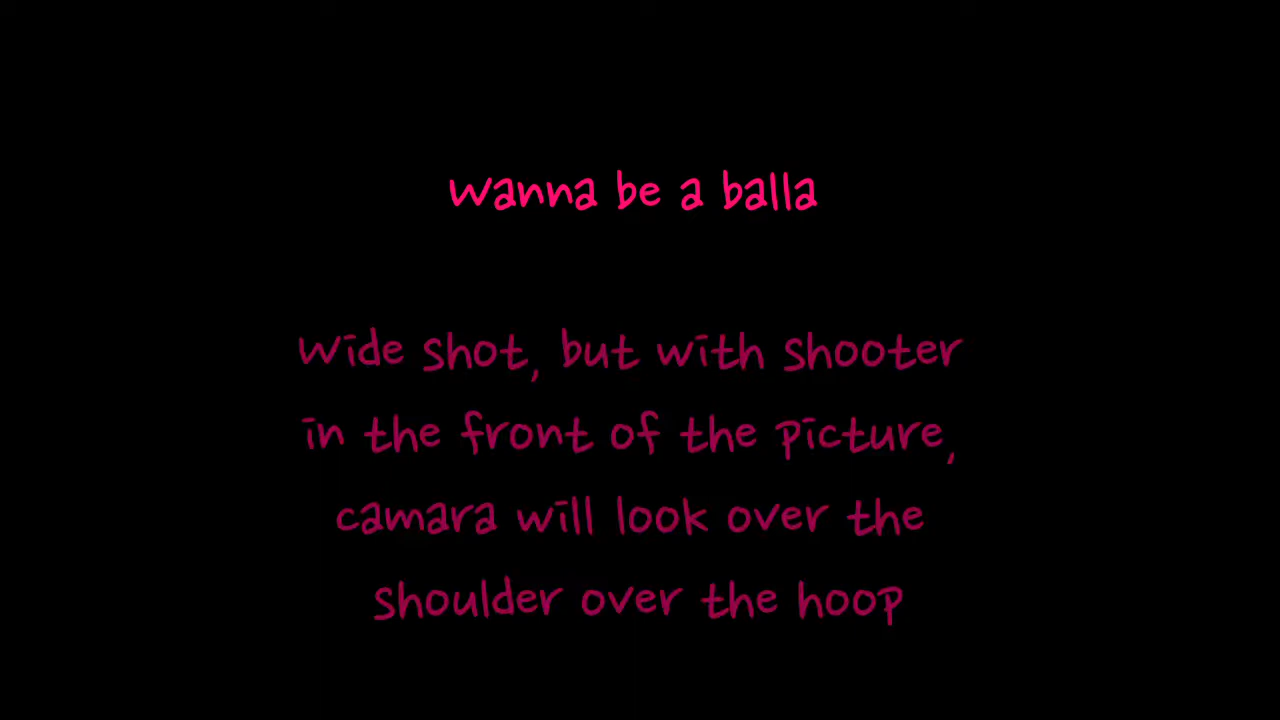 wanna be a balla
Wide shot, but with shooter
in the front of the picture,
camara will look over the
shoulder over the hoop